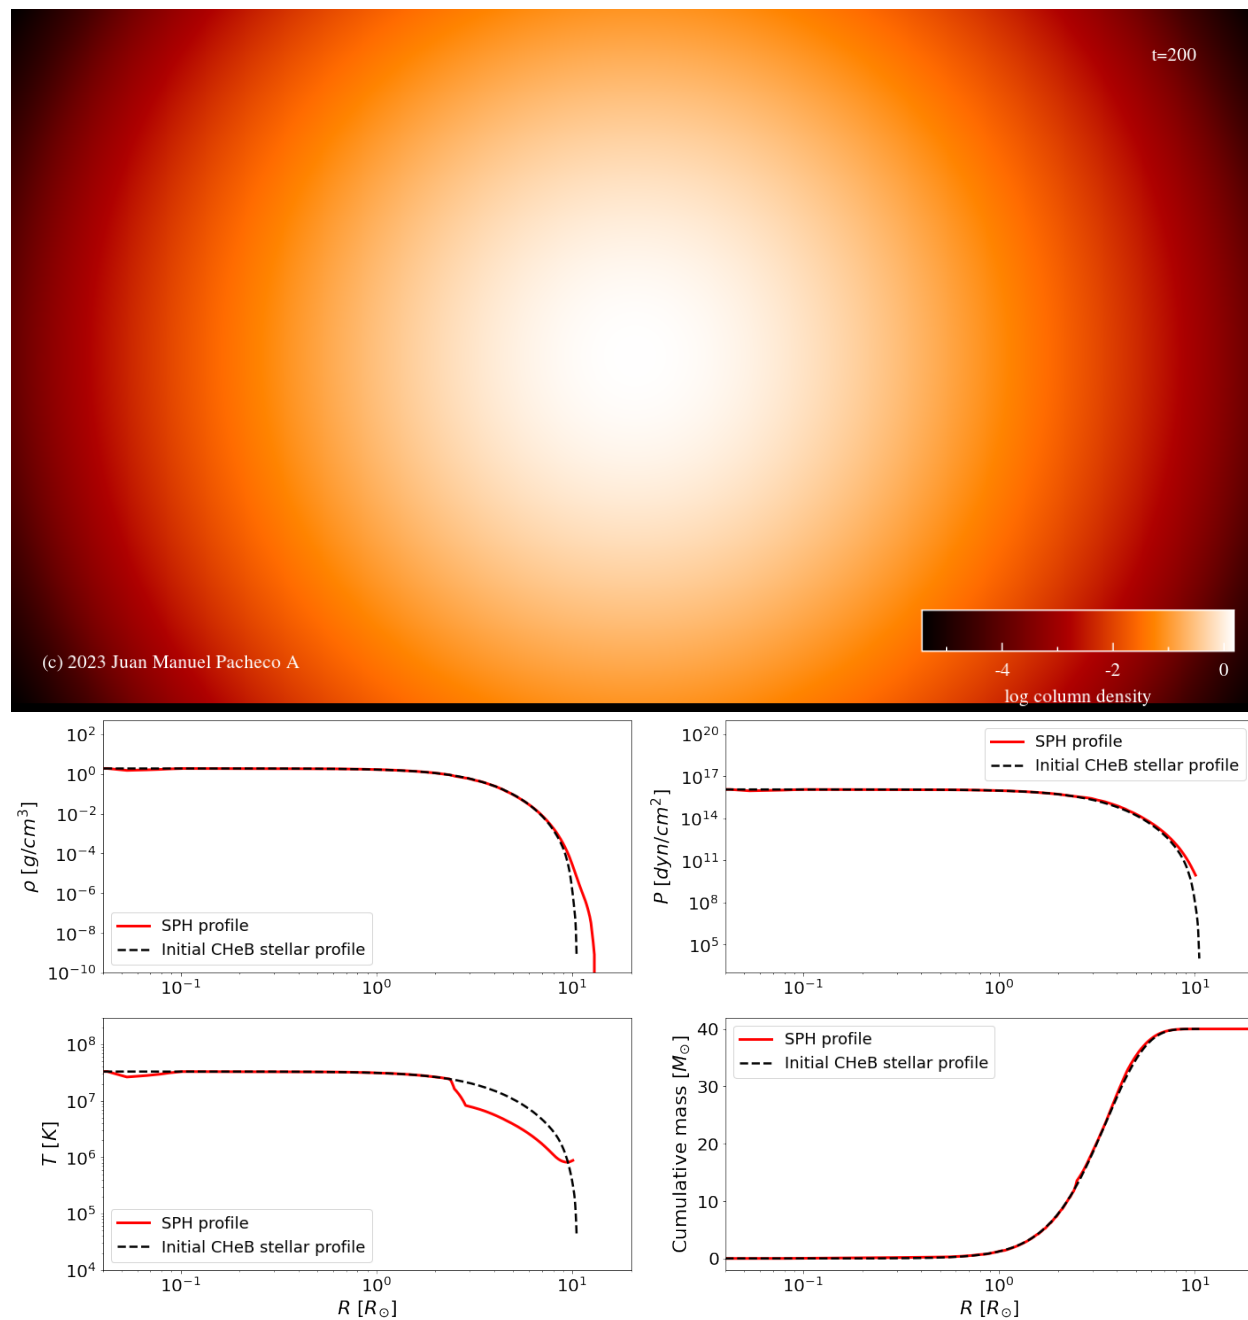 t=200
(c) 2023 Juan Manuel Pacheco A
-4 -2 0
log column density
10² 10⁰ 10⁻² 10⁻⁴ 10⁻⁶ 10⁻⁸ 10⁻¹⁰
ρ [g/cm³]
SPH profile
Initial CHeB stellar profile
10⁻¹ 10⁰ 10¹
10²⁰ 10¹⁷ 10¹⁴ 10¹¹ 10⁸ 10⁵
P [dyn/cm²]
SPH profile
Initial CHeB stellar profile
10⁻¹ 10⁰ 10¹
10⁸ 10⁷ 10⁶ 10⁵ 10⁴
T [K]
SPH profile
Initial CHeB stellar profile
10⁻¹ 10⁰ 10¹
R [R☉]
40 30 20 10 0
Cumulative mass [M☉]
SPH profile
Initial CHeB stellar profile
10⁻¹ 10⁰ 10¹
R [R☉]